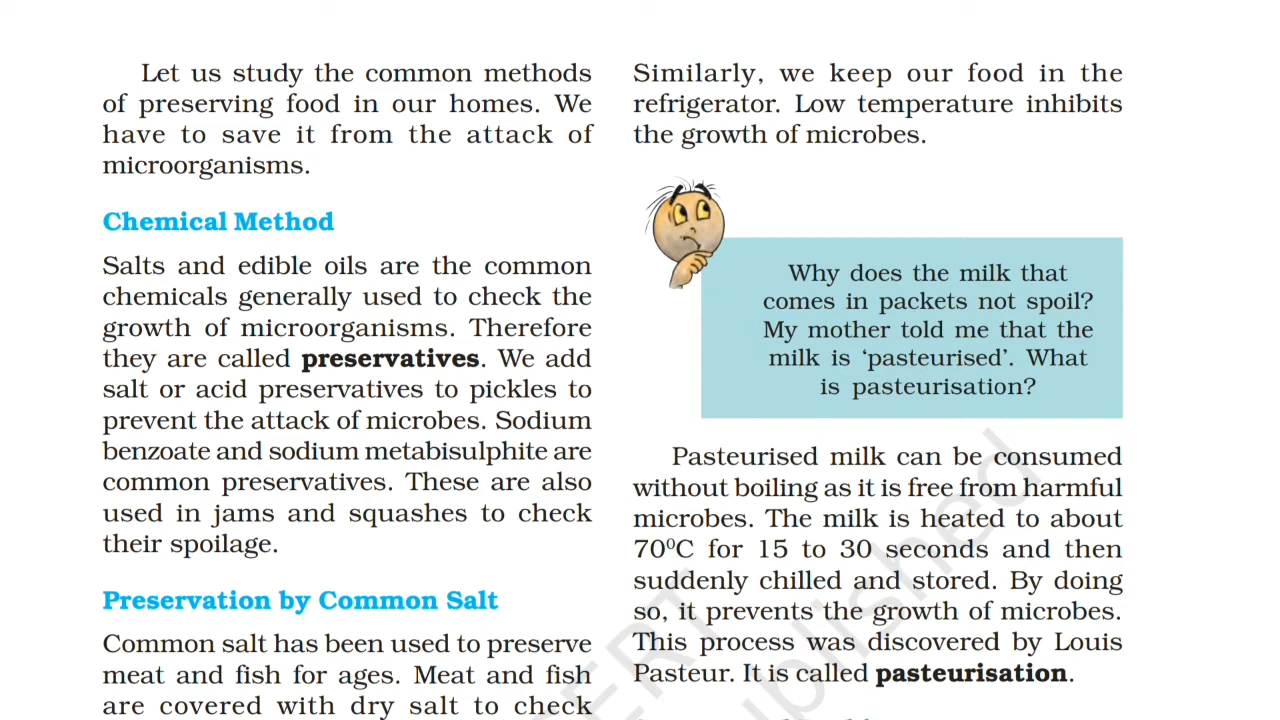 Let us study the common methods
of preserving food in our homes. We
have to save it from the attack of
microorganisms.
Chemical Method
Salts and edible oils are the common
chemicals generally used to check the
growth of microorganisms. Therefore
they are called preservatives. We add
salt or acid preservatives to pickles to
prevent the attack of microbes. Sodium
benzoate and sodium metabisulphite are
common preservatives. These are also
used in jams and squashes to check
their spoilage.
Preservation by Common Salt
Common salt has been used to preserve
meat and fish for ages. Meat and fish
are covered with dry salt to check
Similarly, we keep our food in the
refrigerator. Low temperature inhibits
the growth of microbes.
Why does the milk that
comes in packets not spoil?
My mother told me that the
milk is ‘pasteurised’. What
is pasteurisation?
Pasteurised milk can be consumed
without boiling as it is free from harmful
microbes. The milk is heated to about
70⁰C for 15 to 30 seconds and then
suddenly chilled and stored. By doing
so, it prevents the growth of microbes.
This process was discovered by Louis
Pasteur. It is called pasteurisation.